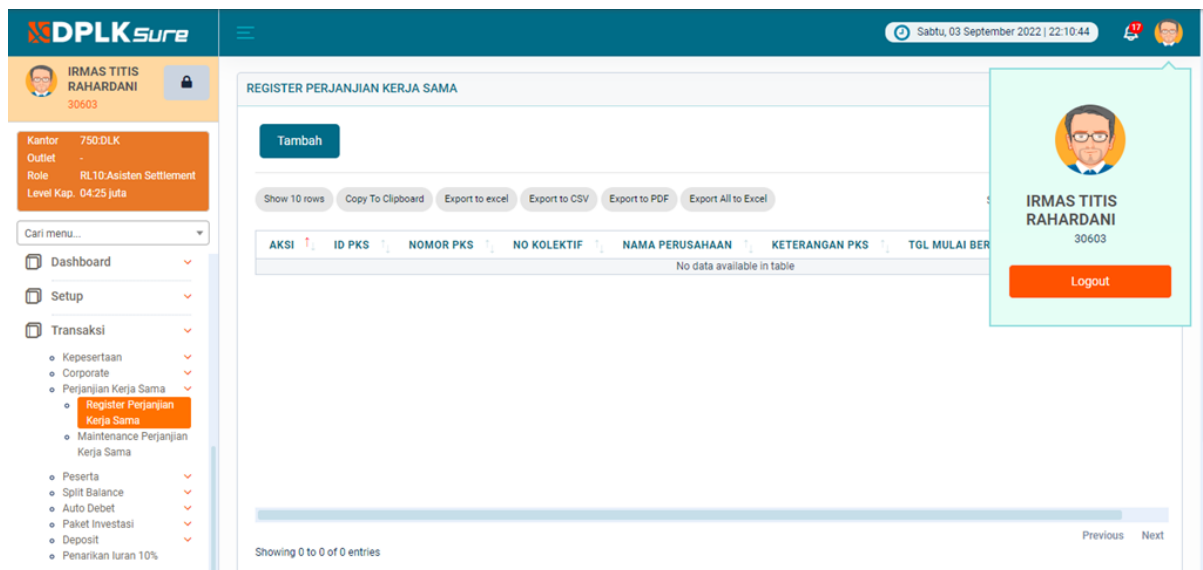 DPLK Sure
Sabtu, 03 September 2022 | 22:10:44
17
IRMAS TITIS
RAHARDANI
30603
Kantor 750:DLK
Outlet -
Role RL10:Asisten Settlement
Level Kap. 04:25 juta
Cari menu...
Dashboard
Setup
Transaksi
Kepesertaan
Corporate
Perjanjian Kerja Sama
Register Perjanjian
Kerja Sama
Maintenance Perjanjian
Kerja Sama
Peserta
Split Balance
Auto Debet
Paket Investasi
Deposit
Penarikan Iuran 10%
REGISTER PERJANJIAN KERJA SAMA
Tambah
Show 10 rows Copy To Clipboard Export to excel Export to CSV Export to PDF Export All to Excel
AKSI ID PKS NOMOR PKS NO KOLEKTIF NAMA PERUSAHAAN KETERANGAN PKS TGL MULAI BER
No data available in table
Showing 0 to 0 of 0 entries
Previous Next
IRMAS TITIS
RAHARDANI
30603
Logout